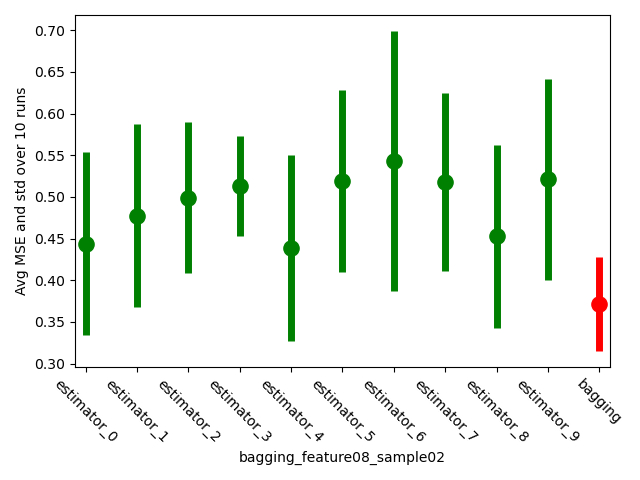 Avg MSE and std over 10 runs
0.70
0.65
0.60
0.55
0.50
0.45
0.40
0.35
0.30
estimator_0
estimator_1
estimator_2
estimator_3
estimator_4
estimator_5
estimator_6
estimator_7
estimator_8
estimator_9
bagging
bagging_feature08_sample02